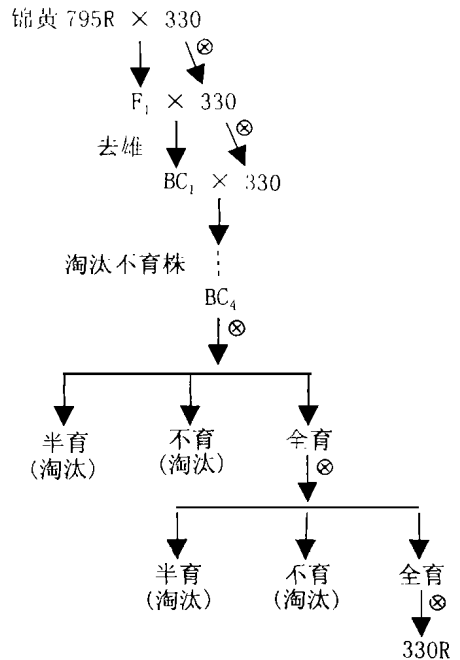 锦黄 795R × 330
⊗
F₁ × 330
⊗
去雄
BC₁ × 330
淘汰不育株
BC₄
⊗
半育 不育 全育
(淘汰) (淘汰) ⊗
半育 不育 全育
(淘汰) (淘汰) ⊗
330R